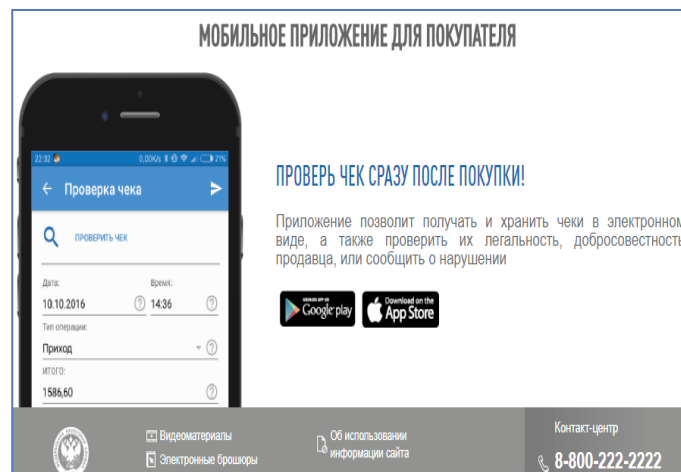 МОБИЛЬНОЕ ПРИЛОЖЕНИЕ ДЛЯ ПОКУПАТЕЛЯ
22:32 0,00К/s 21%
Проверка чека
ПРОВЕРИТЬ ЧЕК
Дата: Время:
10.10.2016 14:36
Тип операции:
Приход
ИТОГО:
1586,60
ПРОВЕРЬ ЧЕК СРАЗУ ПОСЛЕ ПОКУПКИ!
Приложение позволит получать и хранить чеки в электронном
виде, а также проверить их легальность, добросовестность
продавца, или сообщить о нарушении
Google play
Download on the
App Store
Видеоматериалы
Электронные брошюры
Об использовании
информации сайта
Контакт-центр
8-800-222-2222